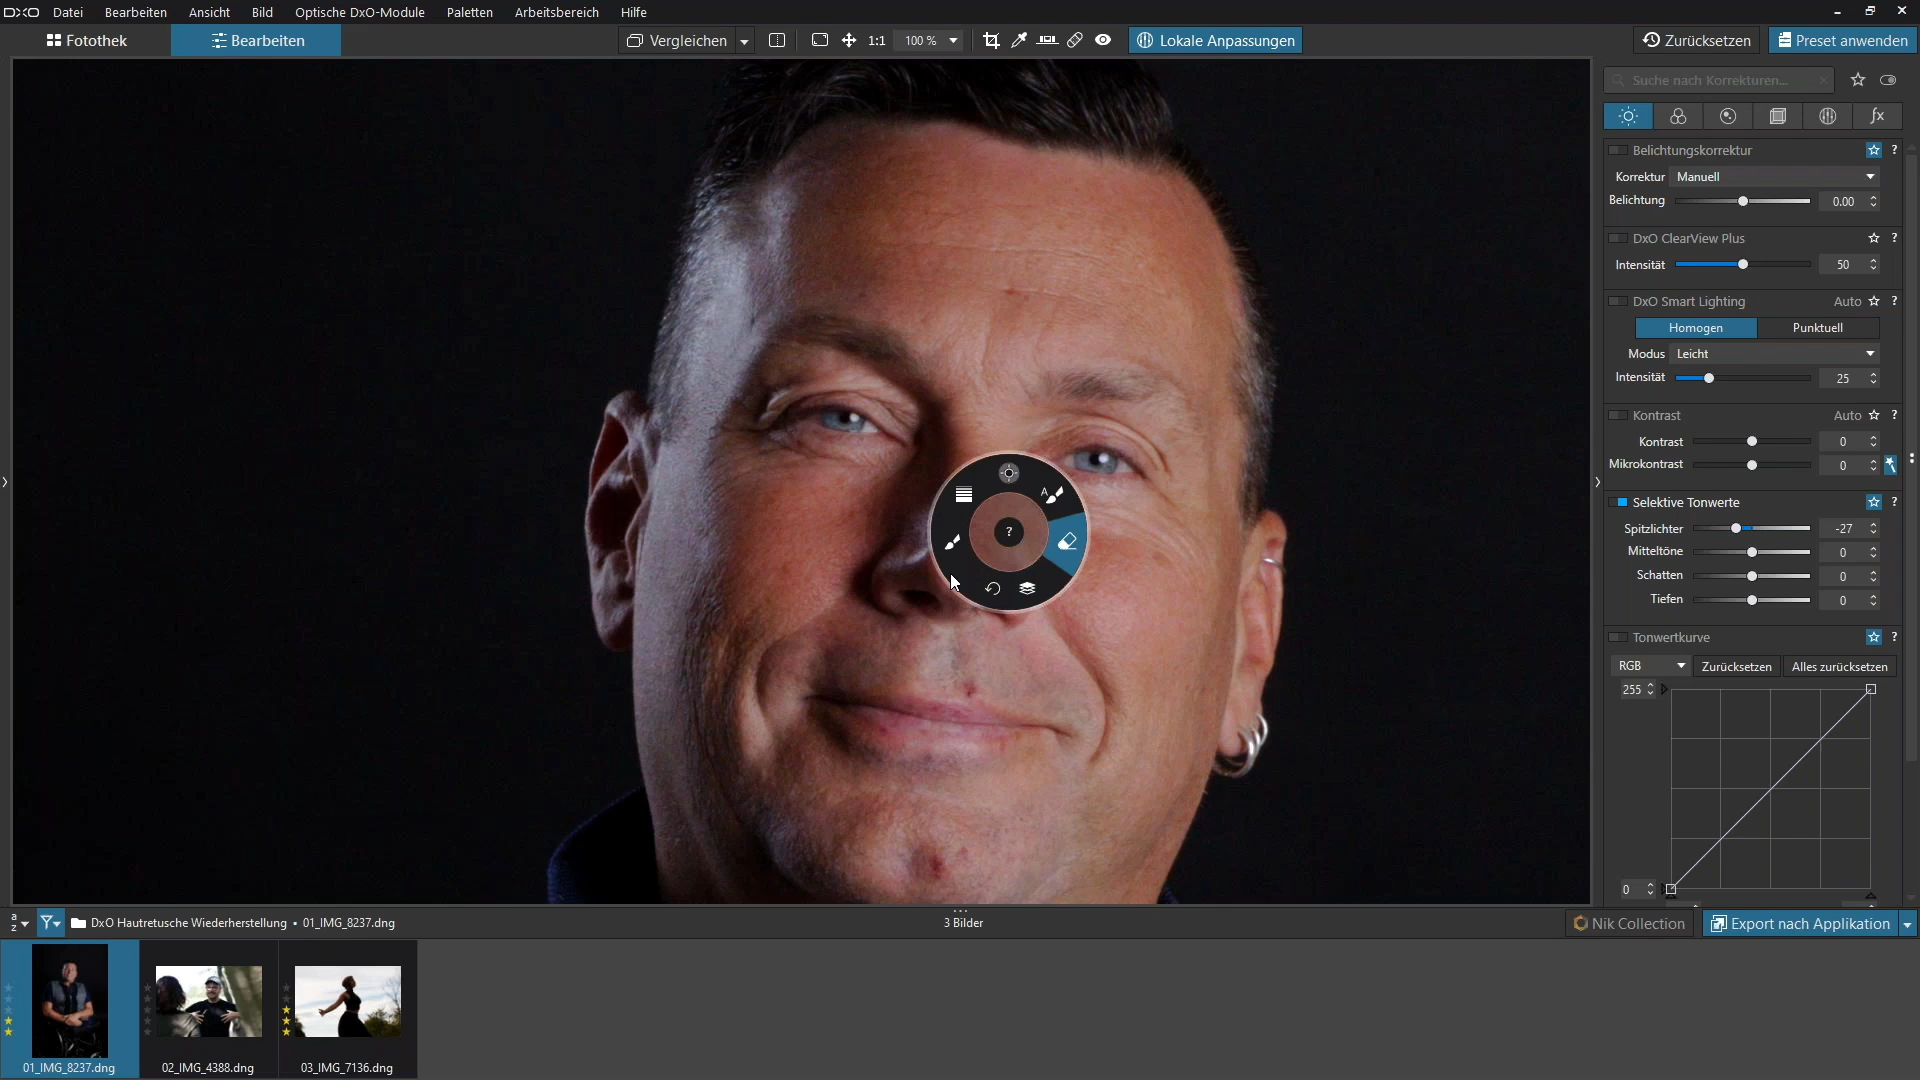 DXO Datei Bearbeiten Ansicht Bild Optische DxO-Module Paletten Arbeitsbereich Hilfe
Fotothek Bearbeiten Vergleichen 1:1 100 % Lokale Anpassungen Zurücksetzen Preset anwenden
Suche nach Korrekturen...
fx
Belichtungskorrektur ?
Korrektur Manuell
Belichtung 0.00
DxO ClearView Plus ?
Intensität 50
DxO Smart Lighting Auto ?
Homogen Punktuell
Modus Leicht
Intensität 25
Kontrast Auto ?
Kontrast 0
Mikrokontrast 0
A
?
Selektive Tonwerte ?
Spitzlichter -27
Mitteltöne 0
Schatten 0
Tiefen 0
Tonwertkurve ?
RGB Zurücksetzen Alles zurücksetzen
255
0
a
z
DxO Hautretusche Wiederherstellung • 01_IMG_8237.dng 3 Bilder Nik Collection Export nach Applikation
01_IMG_8237.dng 02_IMG_4388.dng 03_IMG_7136.dng